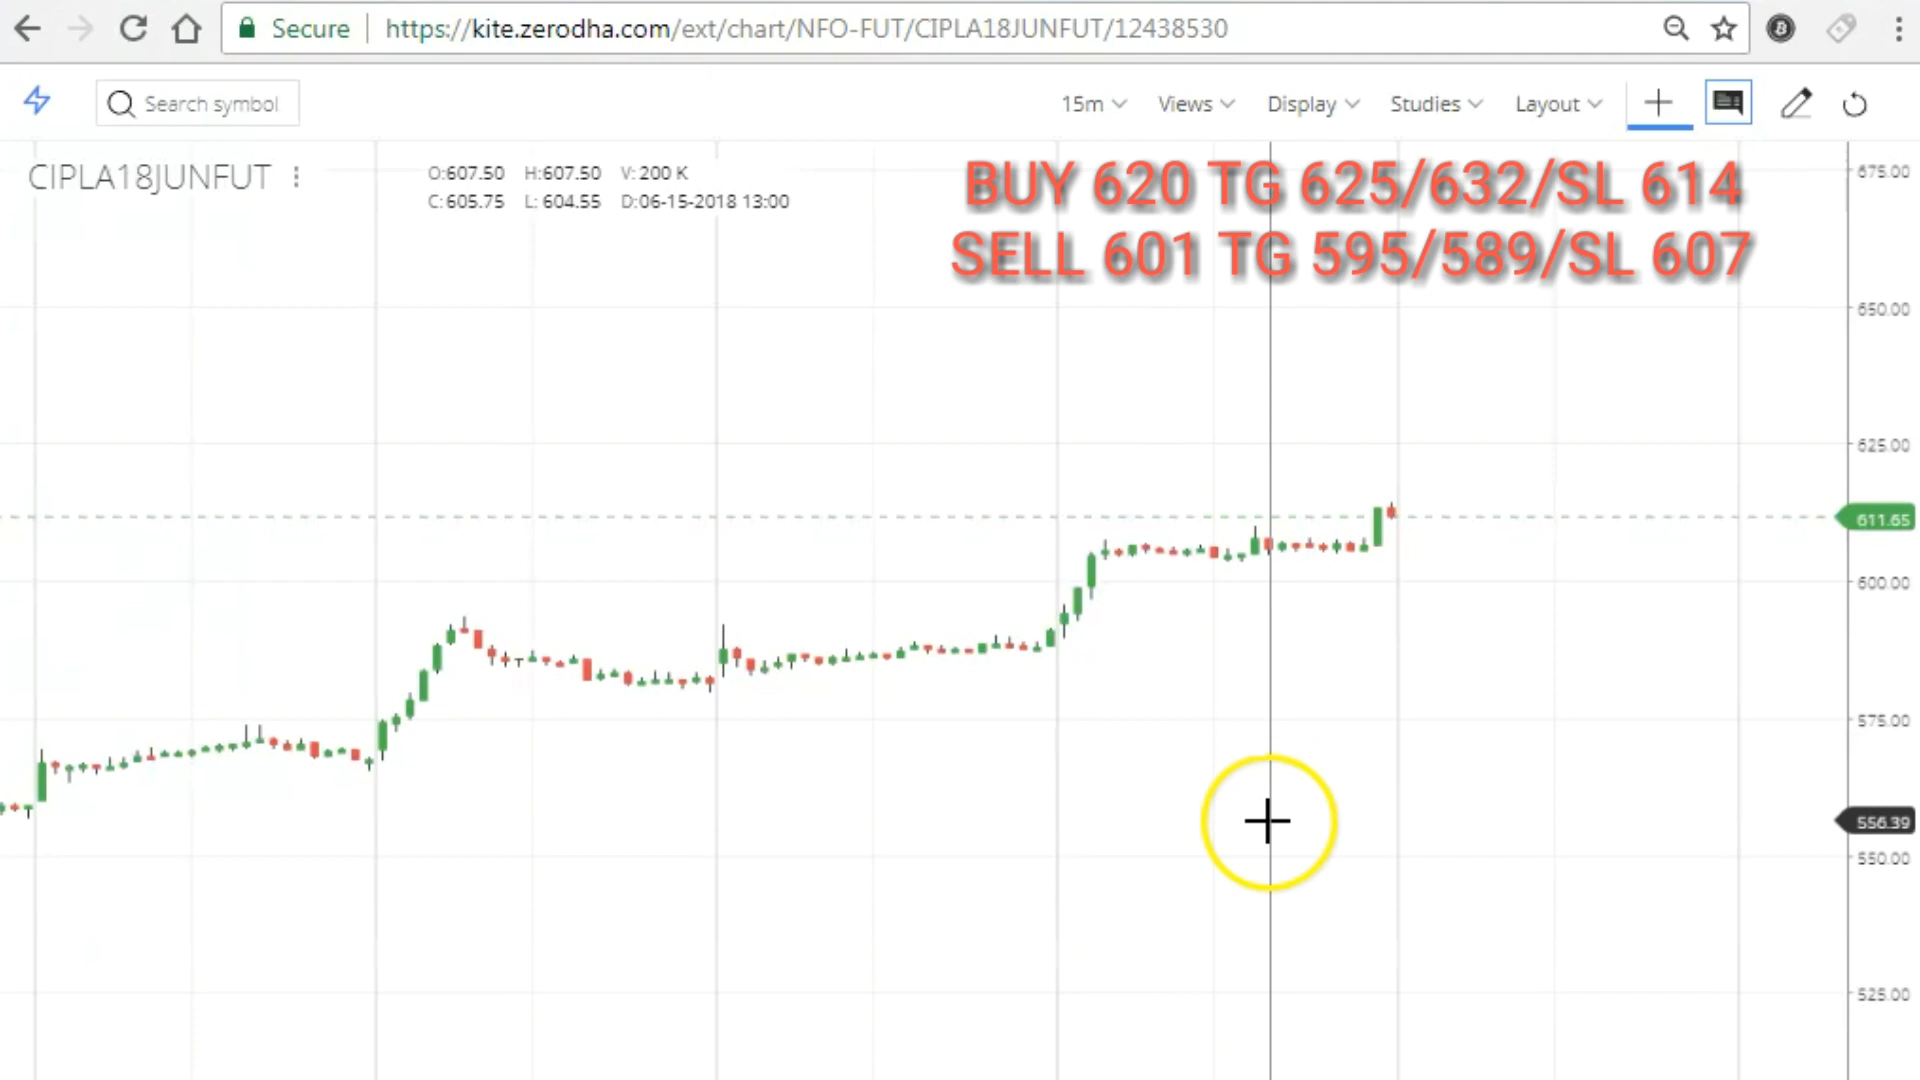 Secure https://kite.zerodha.com/ext/chart/NFO-FUT/CIPLA18JUNFUT/12438530
Search symbol 15m Views Display Studies Layout
CIPLA18JUNFUT
O:607.50 H:607.50 V: 200 K
C:605.75 L: 604.55 D:06-15-2018 13:00
BUY 620 TG 625/632/SL 614
SELL 601 TG 595/589/SL 607
675.00
650.00
625.00
611.65
600.00
575.00
556.39
550.00
525.00